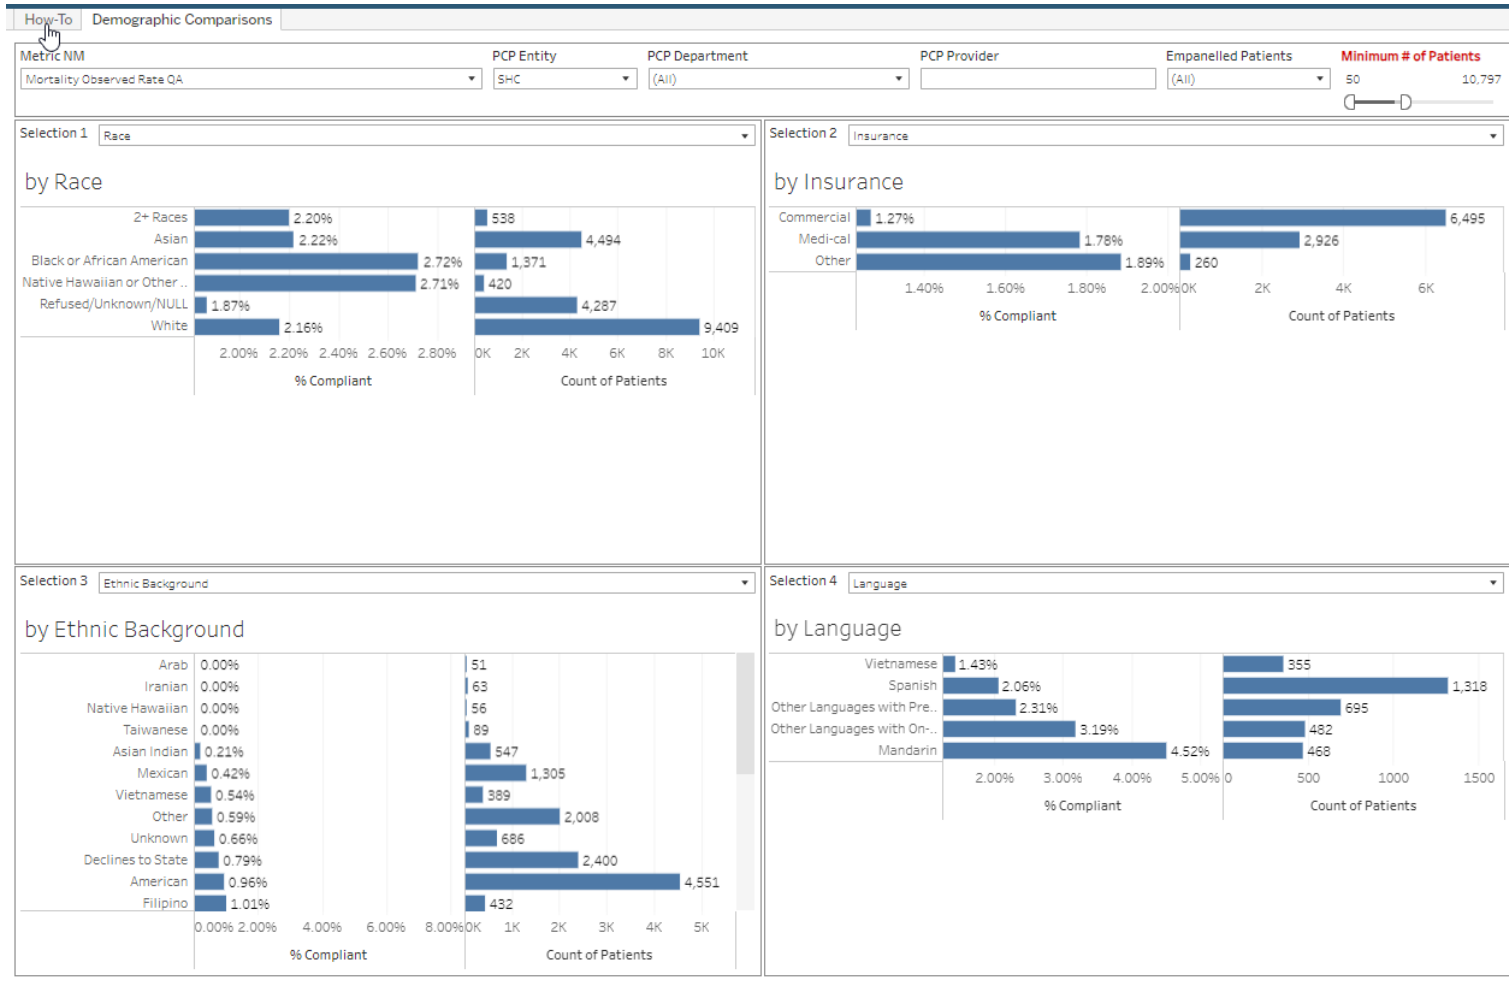 How-To Demographic Comparisons
Metric NM PCP Entity PCP Department PCP Provider Empanelled Patients Minimum # of Patients
Mortality Observed Rate QA SHC (All) (All) 50 10,797
Selection 1 Race
by Race
2+ Races 2.20% 538
Asian 2.22% 4,494
Black or African American 2.72% 1,371
Native Hawaiian or Other .. 2.71% 420
Refused/Unknown/NULL 1.87% 4,287
White 2.16% 9,409
2.00% 2.20% 2.40% 2.60% 2.80% 0K 2K 4K 6K 8K 10K
% Compliant Count of Patients
Selection 2 Insurance
by Insurance
Commercial 1.27% 6,495
Medi-cal 1.78% 2,926
Other 1.89% 260
1.40% 1.60% 1.80% 2.00% 0K 2K 4K 6K
% Compliant Count of Patients
Selection 3 Ethnic Background
by Ethnic Background
Arab 0.00% 51
Iranian 0.00% 63
Native Hawaiian 0.00% 56
Taiwanese 0.00% 89
Asian Indian 0.21% 547
Mexican 0.42% 1,305
Vietnamese 0.54% 389
Other 0.59% 2,008
Unknown 0.66% 686
Declines to State 0.79% 2,400
American 0.96% 4,551
Filipino 1.01% 432
0.00% 2.00% 4.00% 6.00% 8.00% 0K 1K 2K 3K 4K 5K
% Compliant Count of Patients
Selection 4 Language
by Language
Vietnamese 1.43% 355
Spanish 2.06% 1,318
Other Languages with Pre.. 2.31% 695
Other Languages with On-.. 3.19% 482
Mandarin 4.52% 468
2.00% 3.00% 4.00% 5.00% 0 500 1000 1500
% Compliant Count of Patients